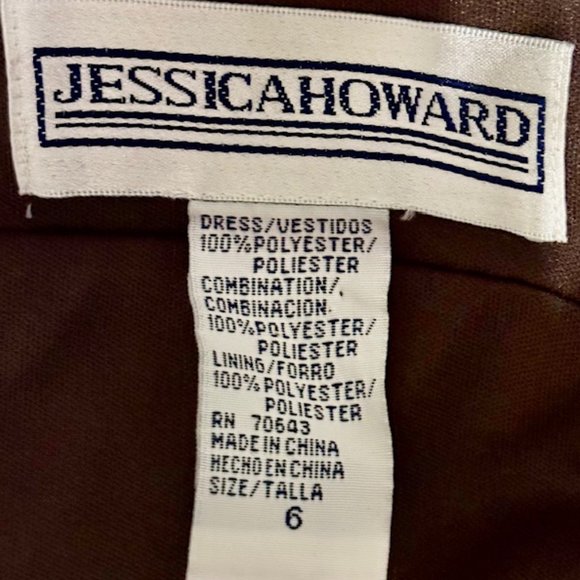 JESSICAHOWARD
DRESS/VESTIDOS
100%POLYESTER/
POLIESTER
COMBINATION/.
COMBINACION.
100%POLYESTER/
POLIESTER
LINING/FORRO
100%POLYESTER/
POLIESTER
RN 70643
MADE IN CHINA
HECHO EN CHINA
SIZE/TALLA
6